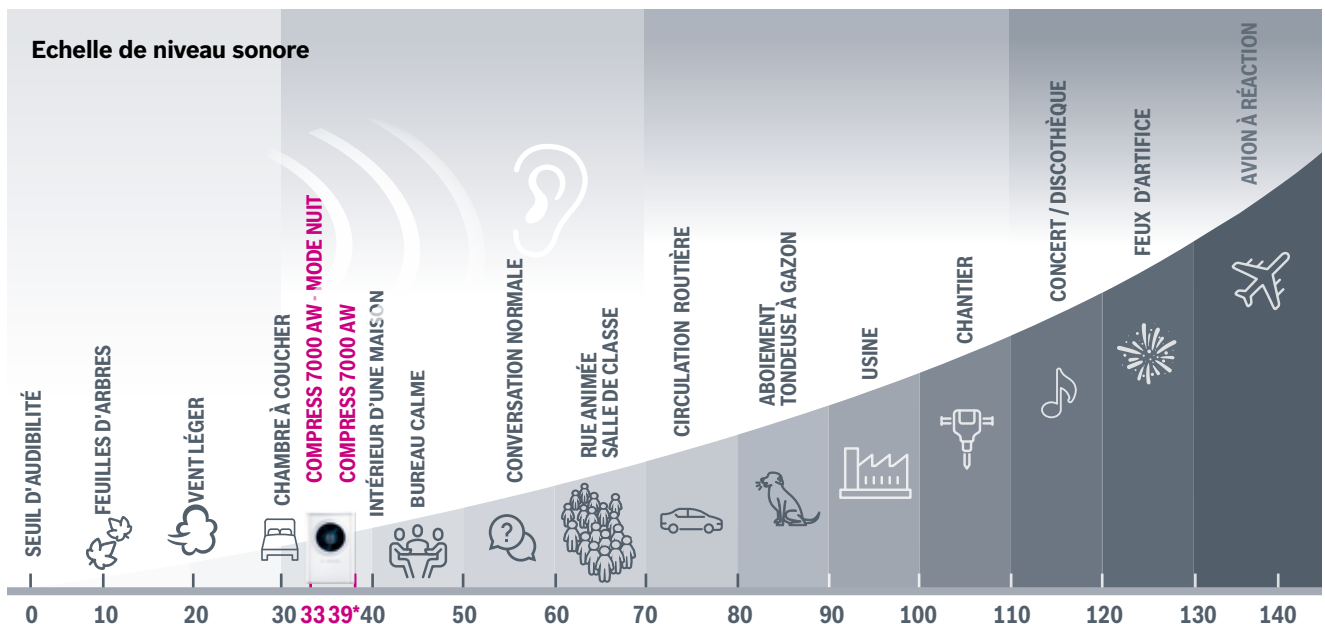 Echelle de niveau sonore
SEUIL D'AUDIBILITÉ
FEUILLES D'ARBRES
VENT LÉGER
CHAMBRE À COUCHER
COMPRESS 7000 AW - MODE NUIT
COMPRESS 7000 AW
INTÉRIEUR D'UNE MAISON
BUREAU CALME
CONVERSATION NORMALE
RUE ANIMÉE
SALLE DE CLASSE
CIRCULATION ROUTIÈRE
ABOIEMENT
TONDEUSE À GAZON
USINE
CHANTIER
CONCERT / DISCOTHÈQUE
FEUX D'ARTIFICE
AVION À RÉACTION
?
0 10 20 30 33 39* 40 50 60 70 80 90 100 110 120 130 140